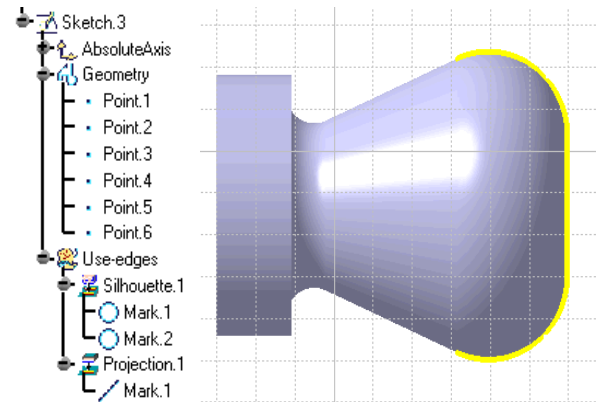 Sketch.3
AbsoluteAxis
Geometry
Point.1
Point.2
Point.3
Point.4
Point.5
Point.6
Use-edges
Silhouette.1
Mark.1
Mark.2
Projection.1
Mark.1